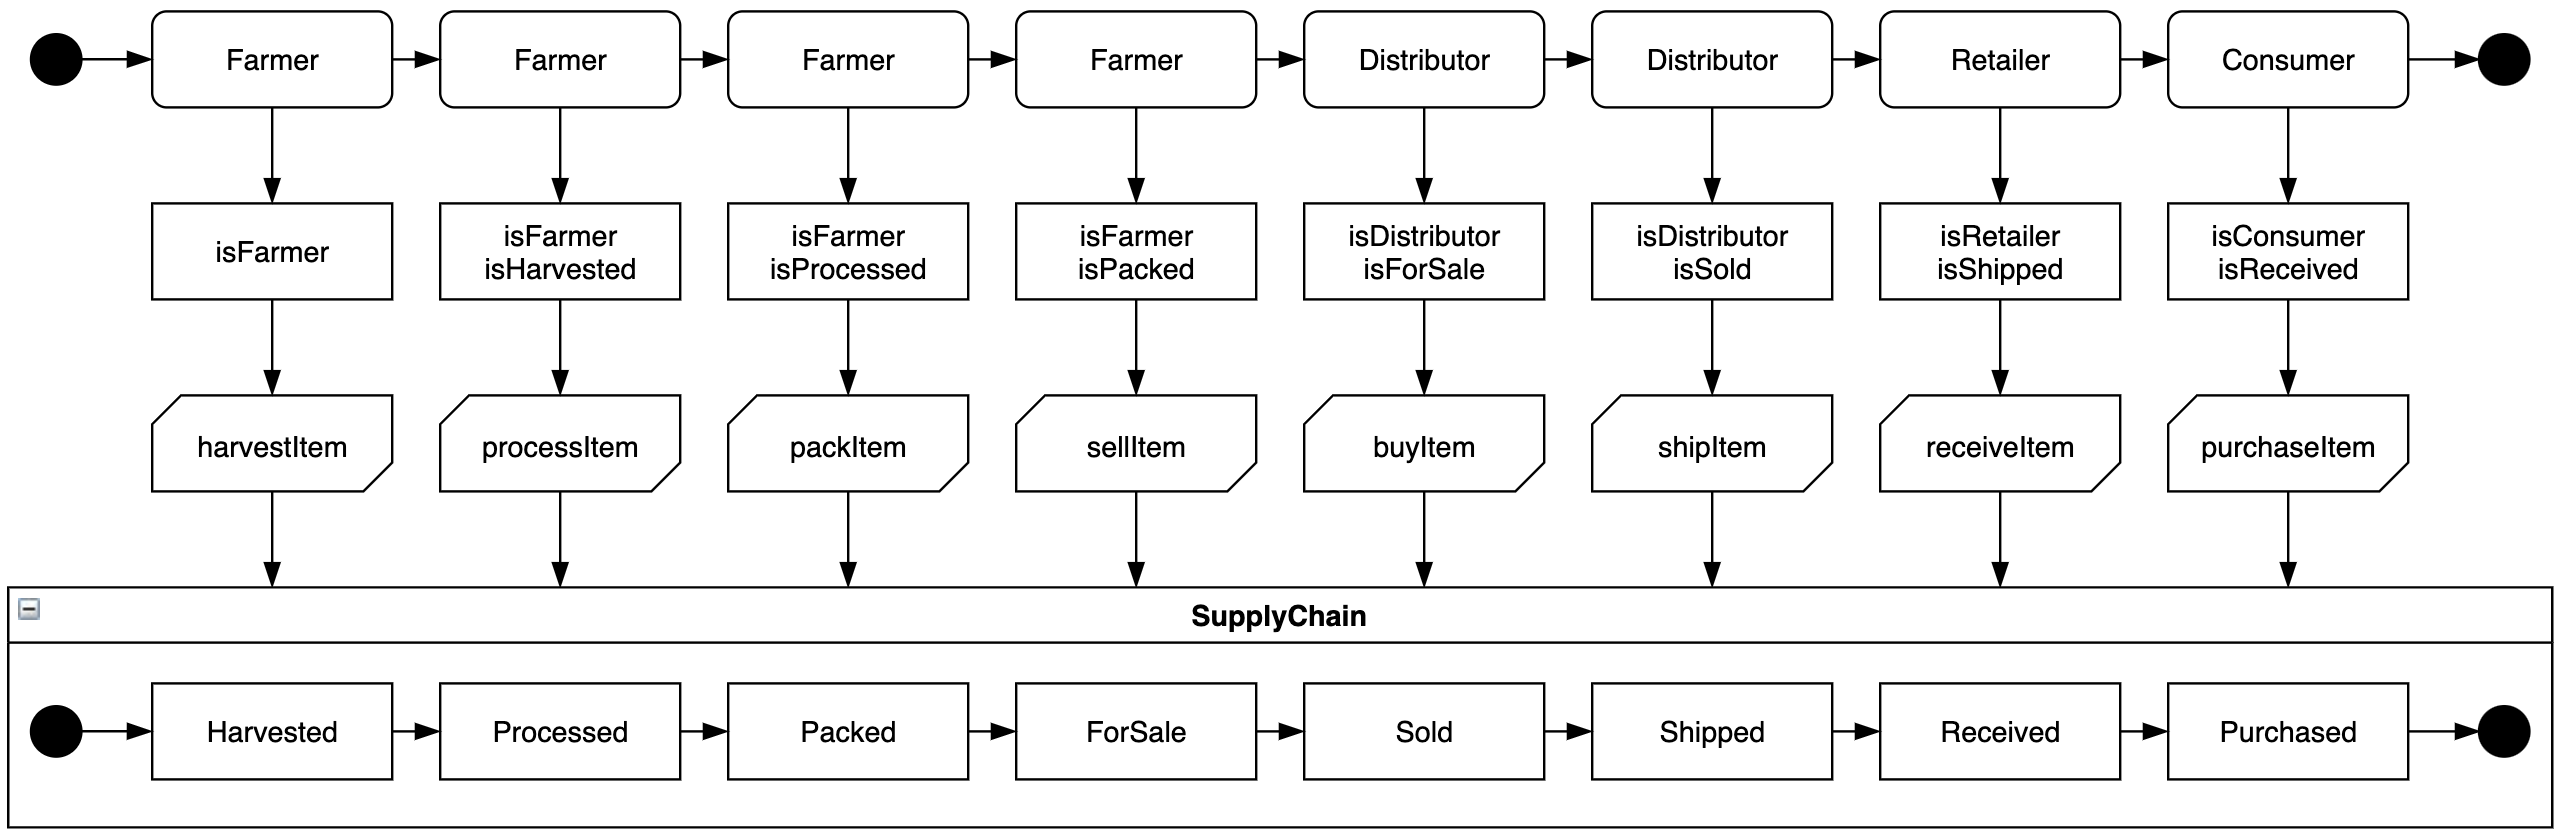 Farmer
Farmer
Farmer
Farmer
Distributor
Distributor
Retailer
Consumer
isFarmer
isFarmer
isHarvested
isFarmer
isProcessed
isFarmer
isPacked
isDistributor
isForSale
isDistributor
isSold
isRetailer
isShipped
isConsumer
isReceived
harvestItem
processItem
packItem
sellItem
buyItem
shipItem
receiveItem
purchaseItem
SupplyChain
Harvested
Processed
Packed
ForSale
Sold
Shipped
Received
Purchased